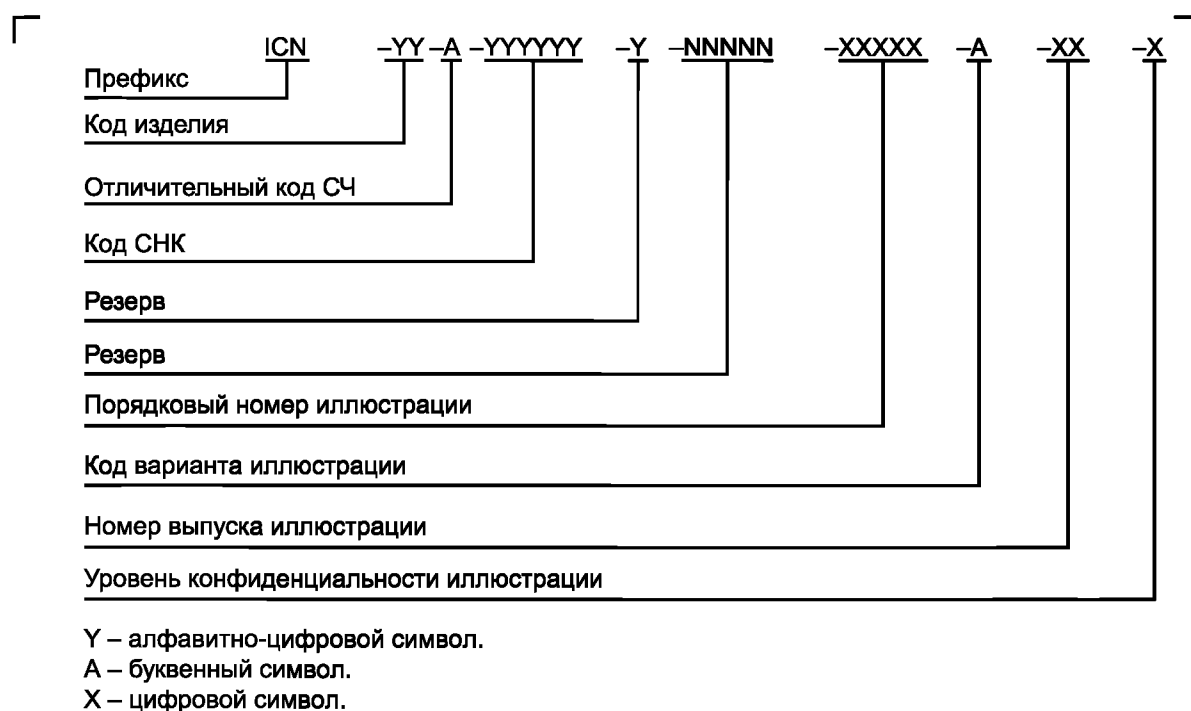 ICN –YY –A –YYYYYY –Y –NNNNN –XXXXX –A –XX –X
Префикс
Код изделия
Отличительный код СЧ
Код СНК
Резерв
Резерв
Порядковый номер иллюстрации
Код варианта иллюстрации
Номер выпуска иллюстрации
Уровень конфиденциальности иллюстрации
Y – алфавитно-цифровой символ.
А – буквенный символ.
Х – цифровой символ.